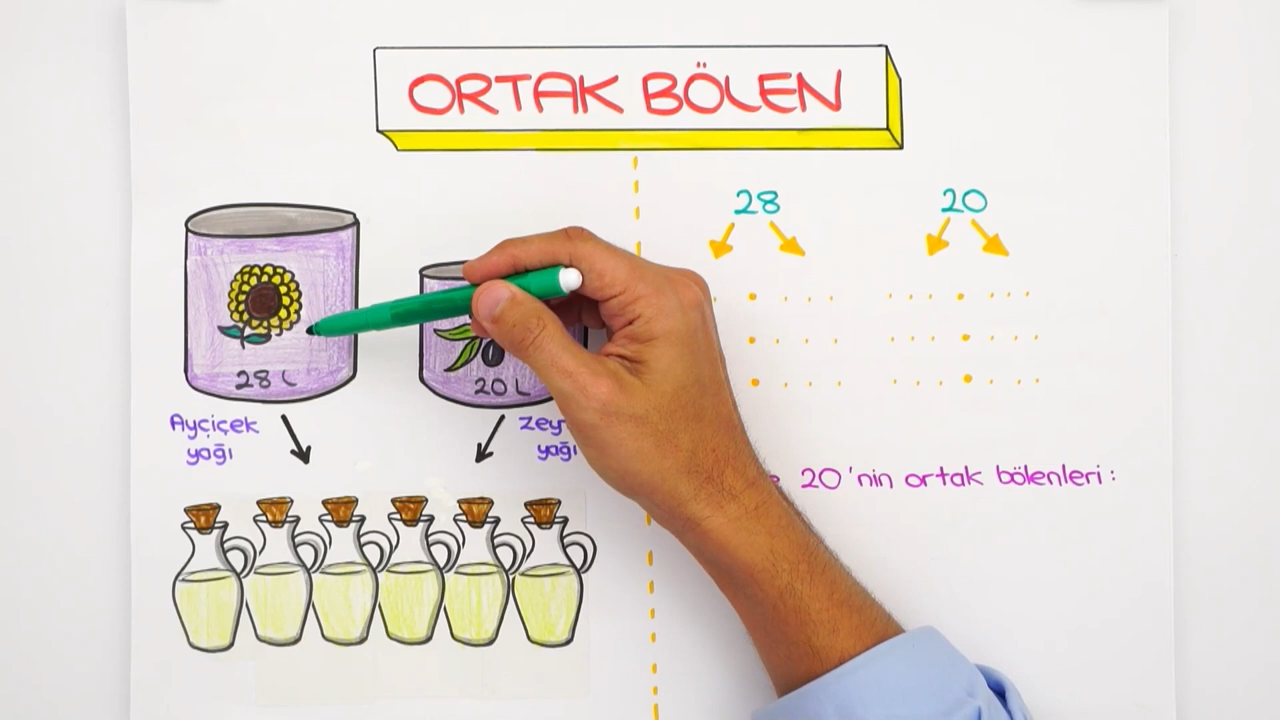 ORTAK BÖLEN
28 20
28 L
20 L
Ayçiçek
yağı
yağı
20'nin ortak bölenleri: